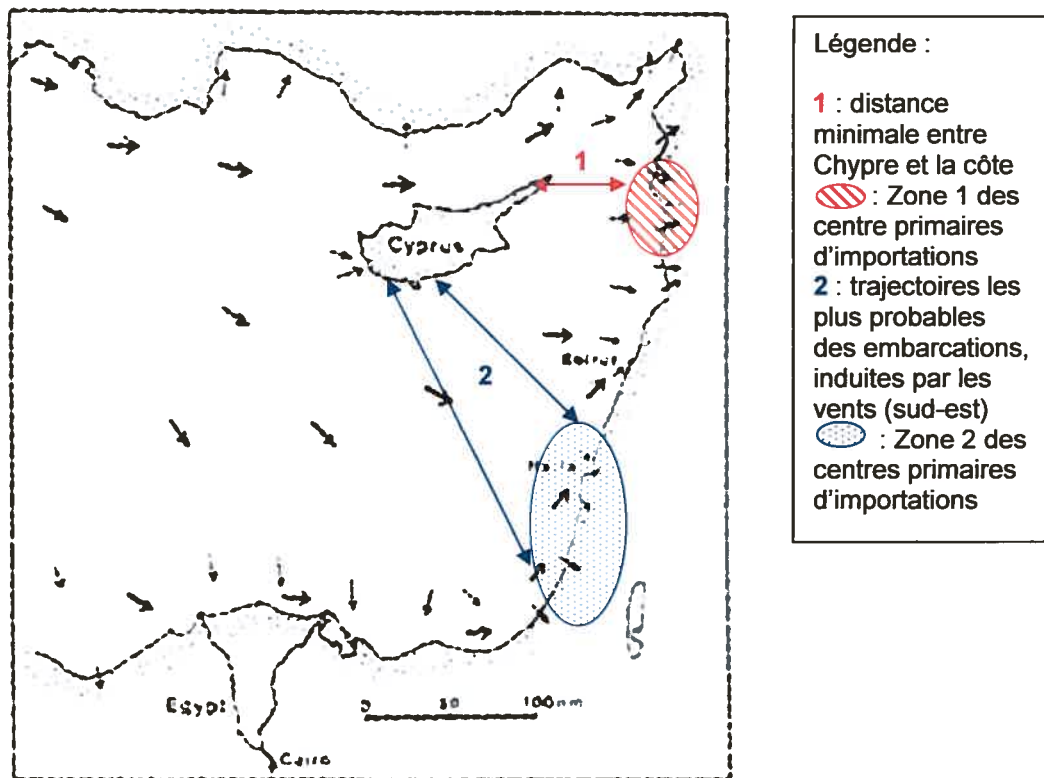 1
Cyprus
2
Beirut
Haifa
0 50 100nm
Egypt
Cairo
Légende :
1 : distance
minimale entre
Chypre et la côte
: Zone 1 des
centre primaires
d'importations
2 : trajectoires les
plus probables
des embarcations,
induites par les
vents (sud-est)
: Zone 2 des
centres primaires
d'importations